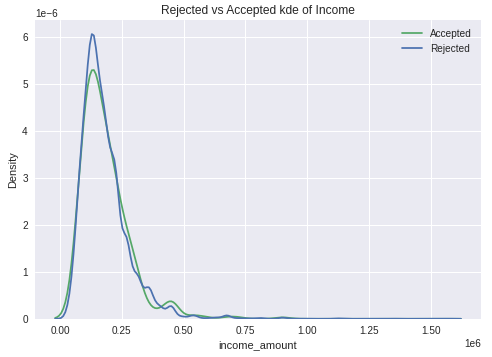 Rejected vs Accepted kde of Income
1e−6
Accepted
Rejected
6
5
4
3
2
1
0
Density
0.00 0.25 0.50 0.75 1.00 1.25 1.50
1e6
income_amount